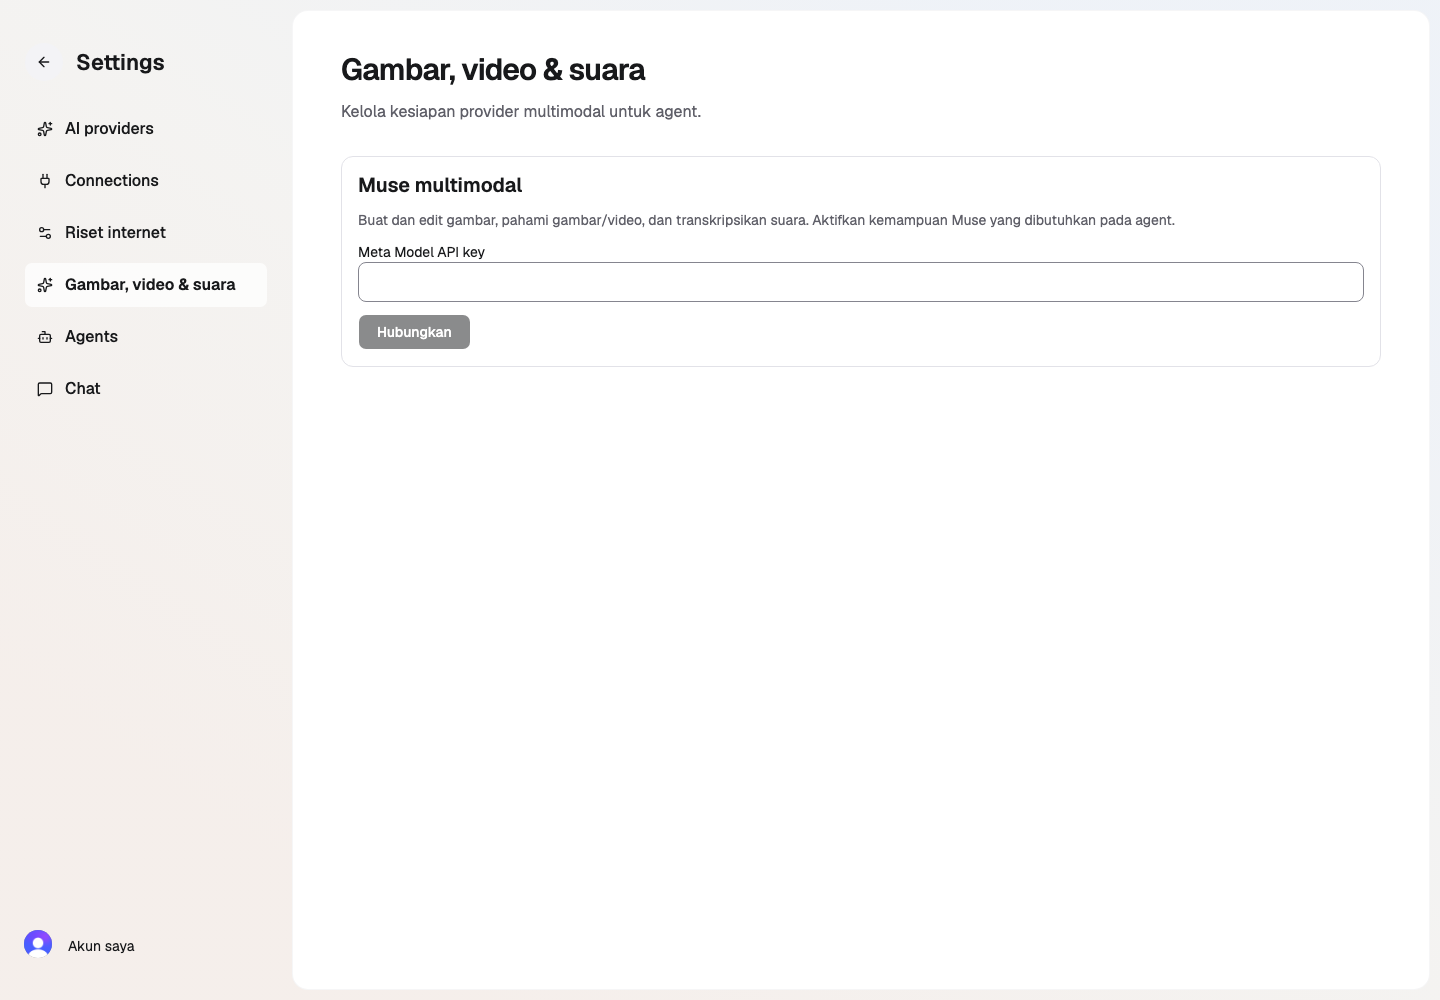 Settings
AI providers
Connections
Riset internet
Gambar, video & suara
Agents
Chat
Akun saya
Gambar, video & suara
Kelola kesiapan provider multimodal untuk agent.
Muse multimodal
Buat dan edit gambar, pahami gambar/video, dan transkripsikan suara. Aktifkan kemampuan Muse yang dibutuhkan pada agent.
Meta Model API key
Hubungkan